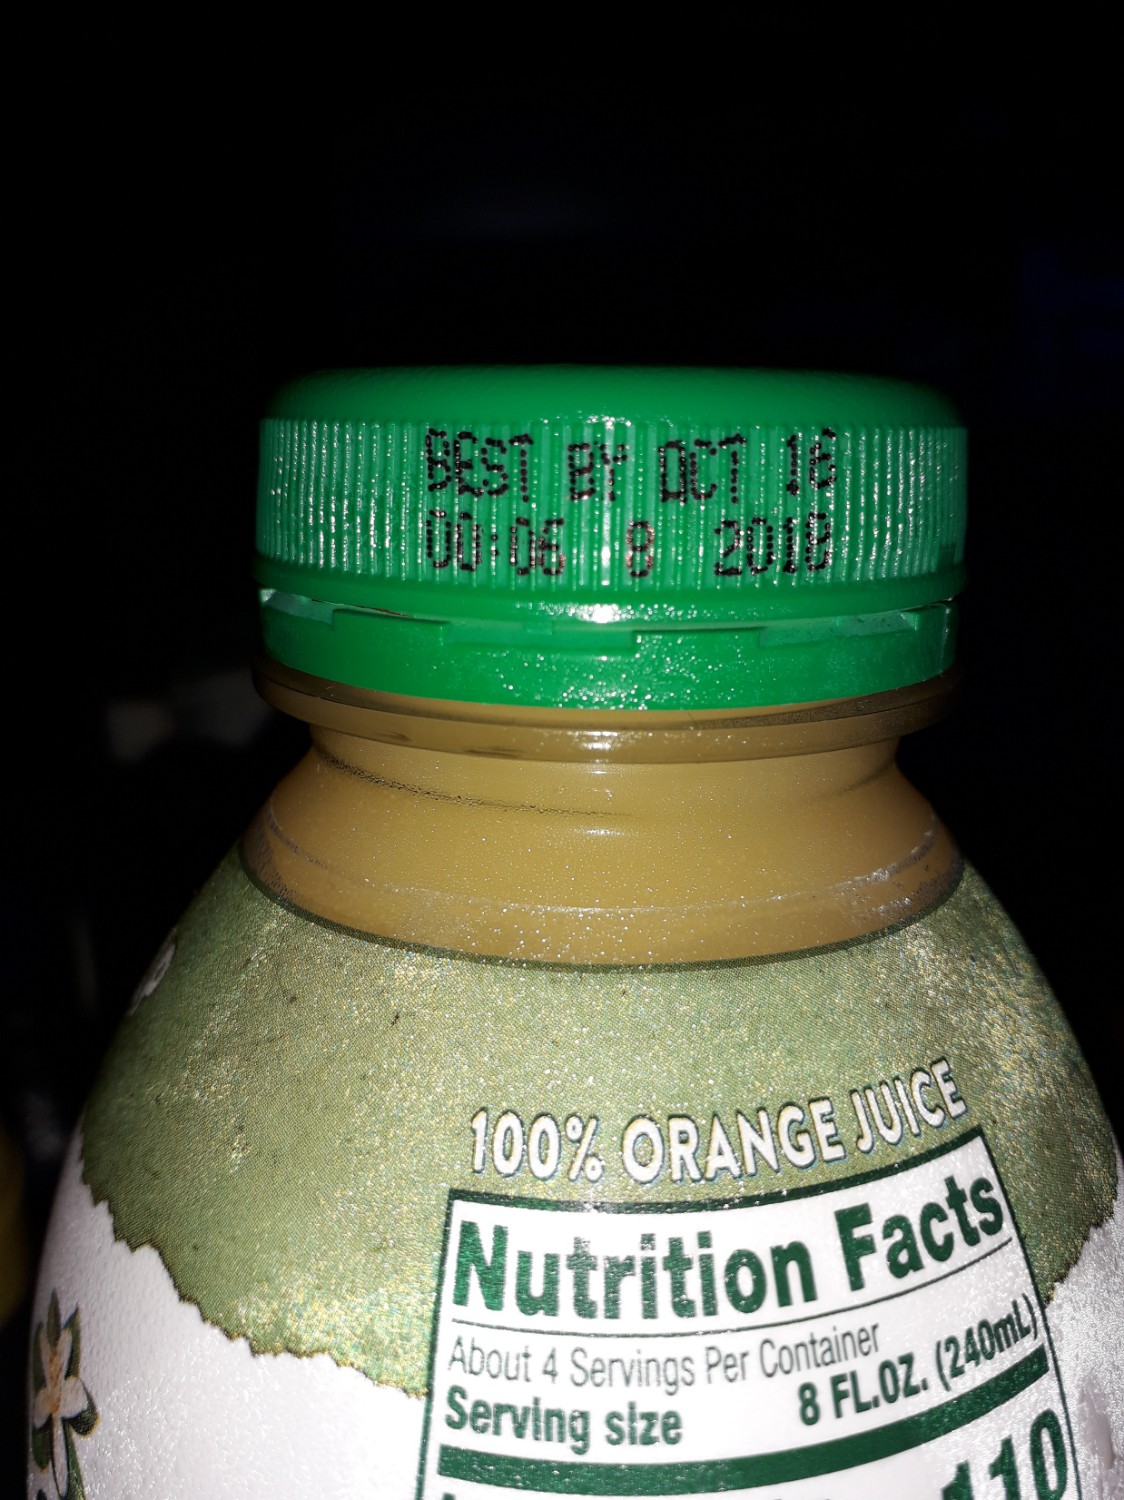 BEST BY OCT 16
00:06 8 2018
100% ORANGE JUICE
Nutrition Facts
About 4 Servings Per Container
Serving size 8 FL.OZ. (240mL)
110